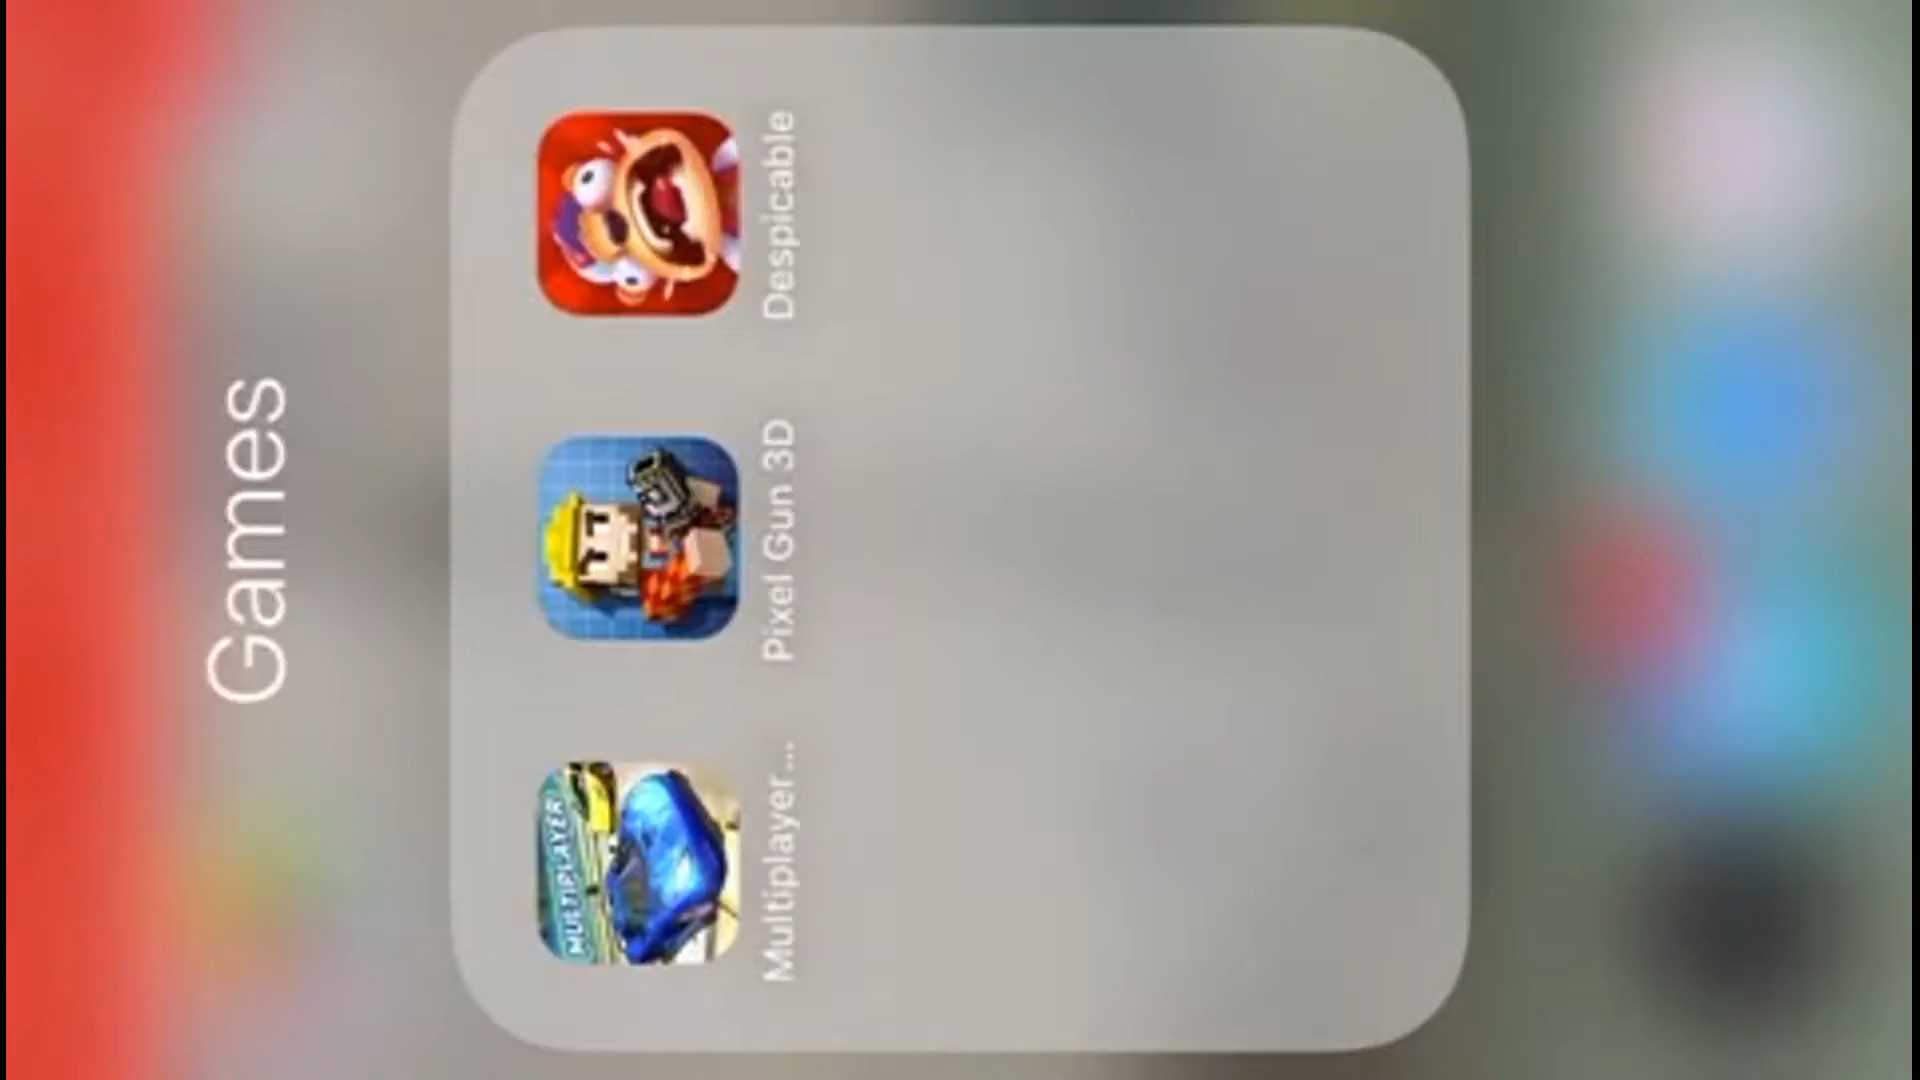 Games
MULTIPLAYER
Multiplayer...
Pixel Gun 3D
Despicable